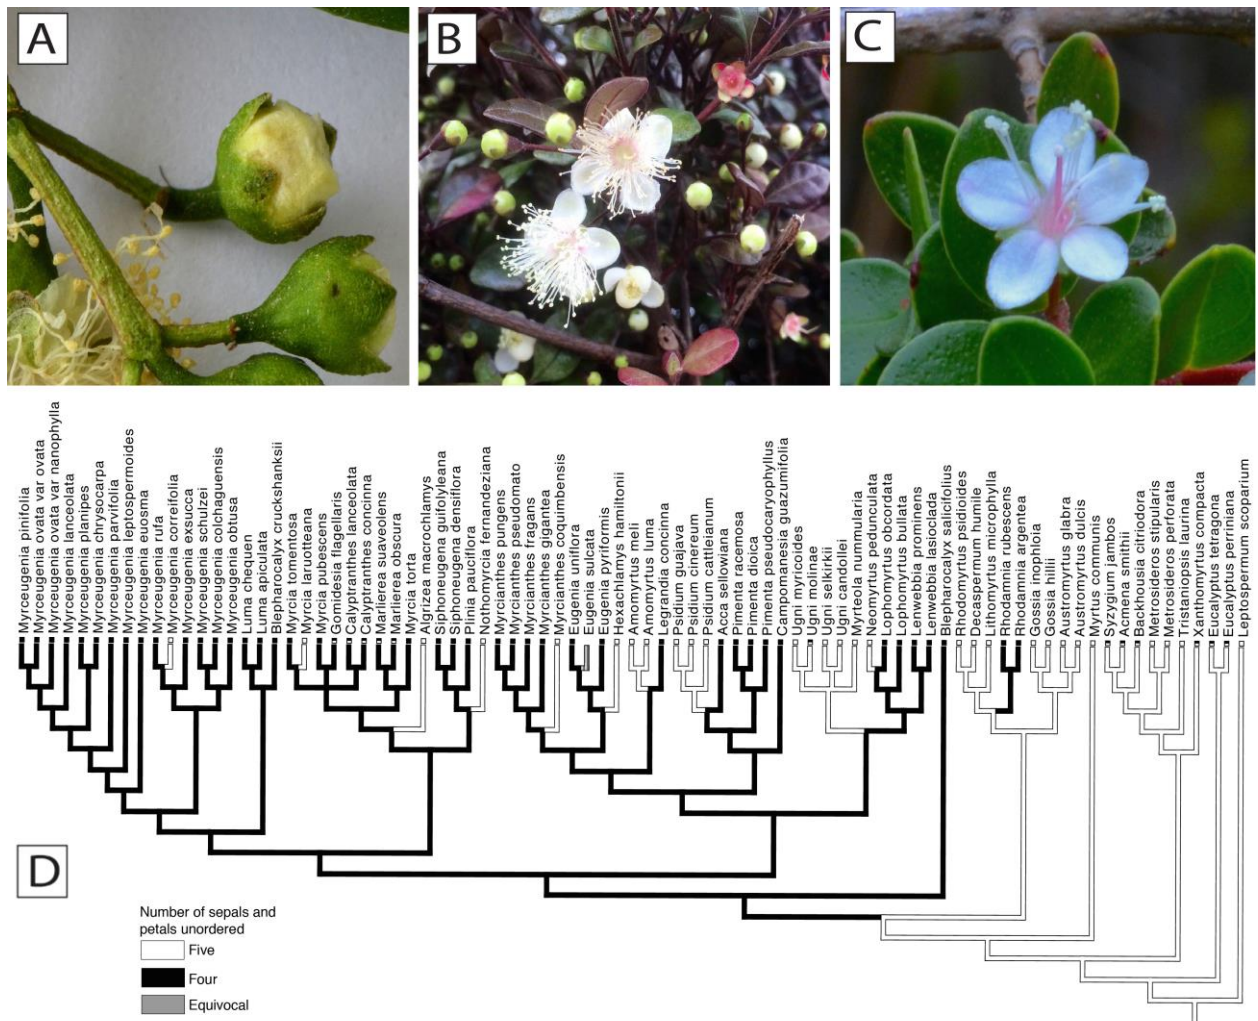 A
B
C
Myrceugenia pinifolia
Myrceugenia ovata var ovata
Myrceugenia ovata var nanophylla
Myrceugenia lanceolata
Myrceugenia planipes
Myrceugenia chrysocarpa
Myrceugenia parvifolia
Myrceugenia leptospermoides
Myrceugenia euosma
Myrceugenia rufa
Myrceugenia correifolia
Myrceugenia exsucca
Myrceugenia schulzei
Myrceugenia colchaguensis
Myrceugenia obtusa
Luma chequen
Luma apiculata
Blepharocalyx cruckshanksii
Myrcia tomentosa
Myrcia laruotteana
Myrcia pubescens
Gomidesia flagellaris
Calyptranthes lanceolata
Calyptranthes concinna
Marlierea suaveolens
Marlierea obscura
Myrcia torta
Algrizea macrochlamys
Siphoneugena guilfoyleiana
Siphoneugena densiflora
Plinia pauciflora
Nothomyrcia fernandeziana
Myrcianthes pungens
Myrcianthes pseudomato
Myrcianthes fragans
Myrcianthes gigantea
Myrcianthes coquimbensis
Eugenia uniflora
Eugenia sulcata
Eugenia pyriformis
Hexachlamys hamiltonii
Amomyrtus meli
Amomyrtus luma
Legrandia concinna
Psidium guajava
Psidium cinereum
Psidium cattleianum
Acca sellowiana
Pimenta racemosa
Pimenta dioica
Pimenta pseudocaryophyllus
Campomanesia guazumifolia
Ugni myricoides
Ugni molinae
Ugni selkirkii
Ugni candollei
Myrteola nummularia
Neomyrtus pedunculata
Lophomyrtus obcordata
Lophomyrtus bullata
Lenwebbia prominens
Lenwebbia lasioclada
Blepharocalyx salicifolius
Rhodomyrtus psidioides
Decaspermum humile
Lithomyrtus microphylla
Rhodamnia rubescens
Rhodamnia argentea
Gossia inophloia
Gossia hillii
Austromyrtus glabra
Austromyrtus dulcis
Myrtus communis
Syzygium jambos
Acmena smithii
Backhousia citriodora
Metrosideros stipularis
Metrosideros perforata
Tristaniopsis laurina
Xanthomyrtus compacta
Eucalyptus tetragona
Eucalyptus perriniana
Leptospermum scoparium
D
Number of sepals and
petals unordered
Five
Four
Equivocal